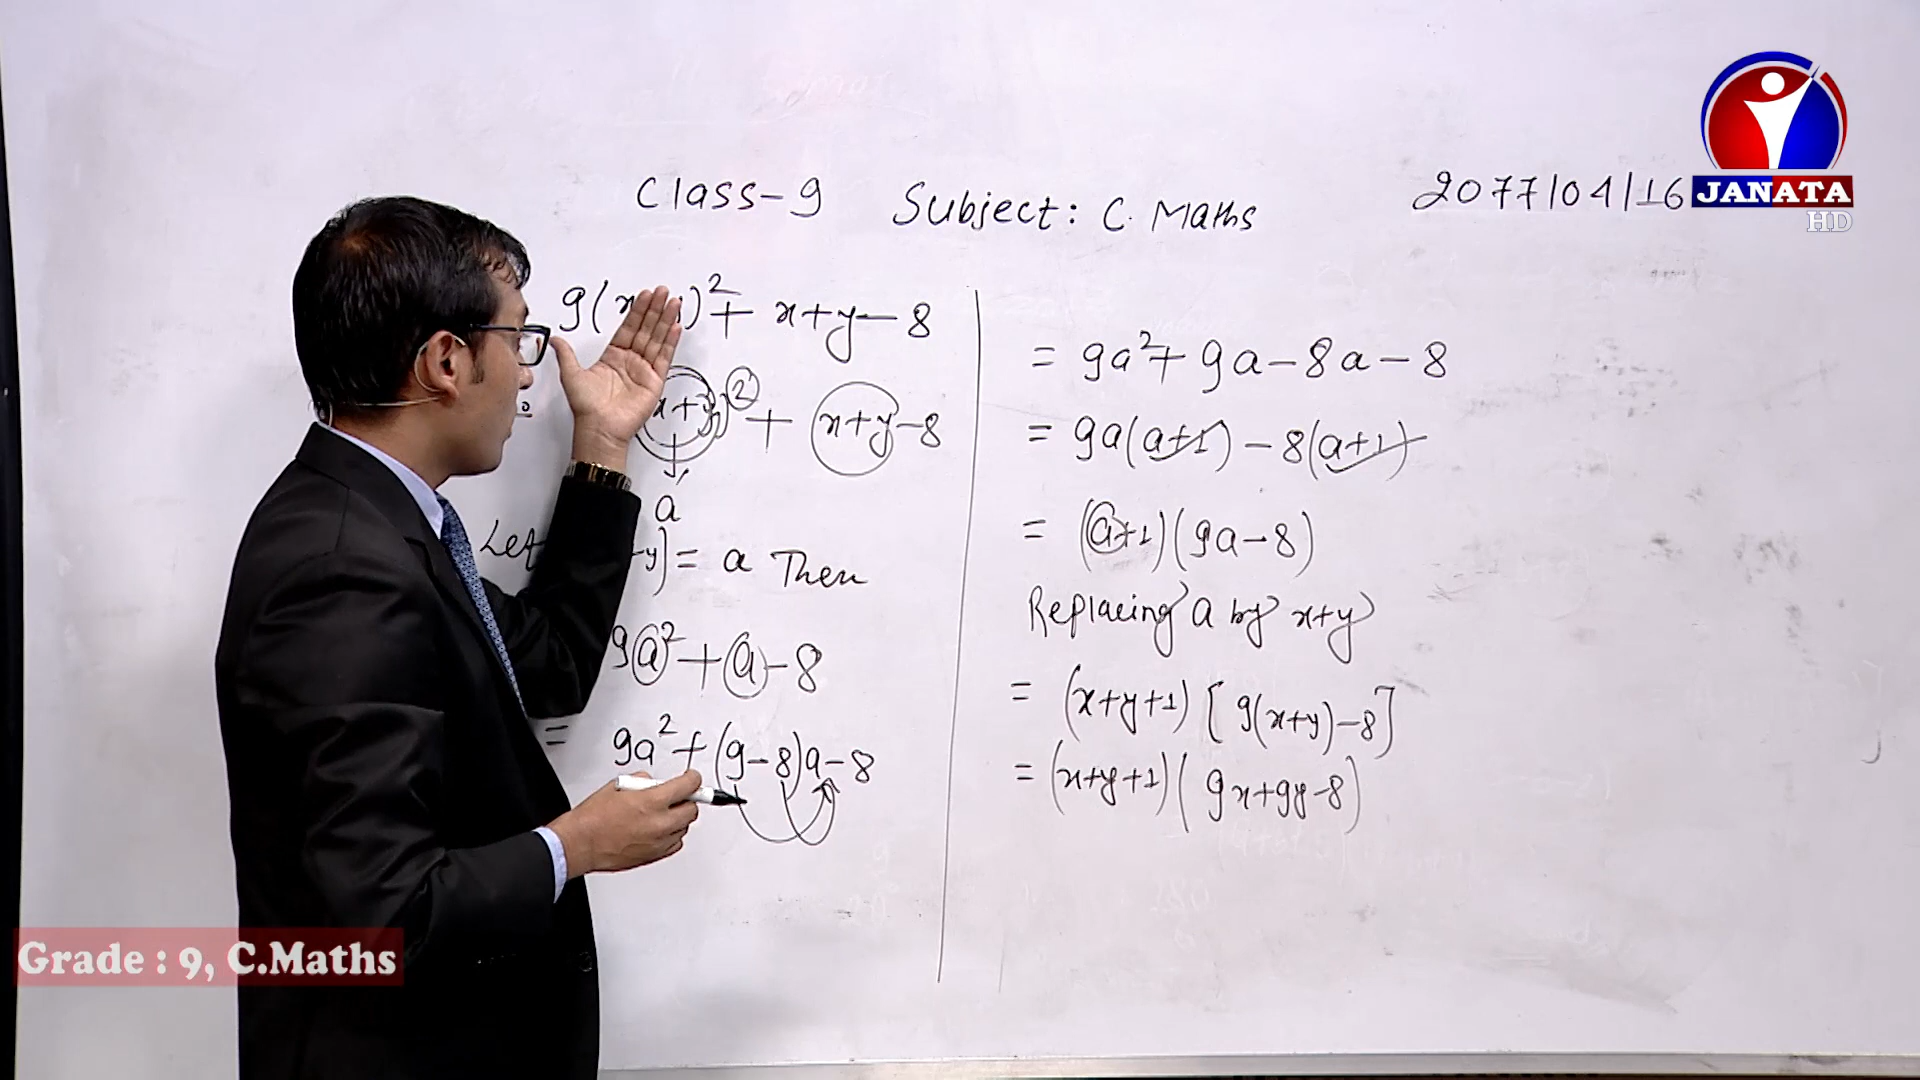 Class-9 Subject: C. Maths 2077/04/16
JANATA
HD
9(x )² + x+y-8
x+y)² + (x+y-8
a
Let y) = a Then
9a² + a - 8
= 9a² + (9-8)a-8
= 9a² + 9a - 8a - 8
= 9a(a+1) - 8(a+1)
= (a+1)(9a-8)
Replacing a by x+y
= (x+y+1) [9(x+y)-8]
= (x+y+1)(9x+9y-8)
Grade : 9, C.Maths